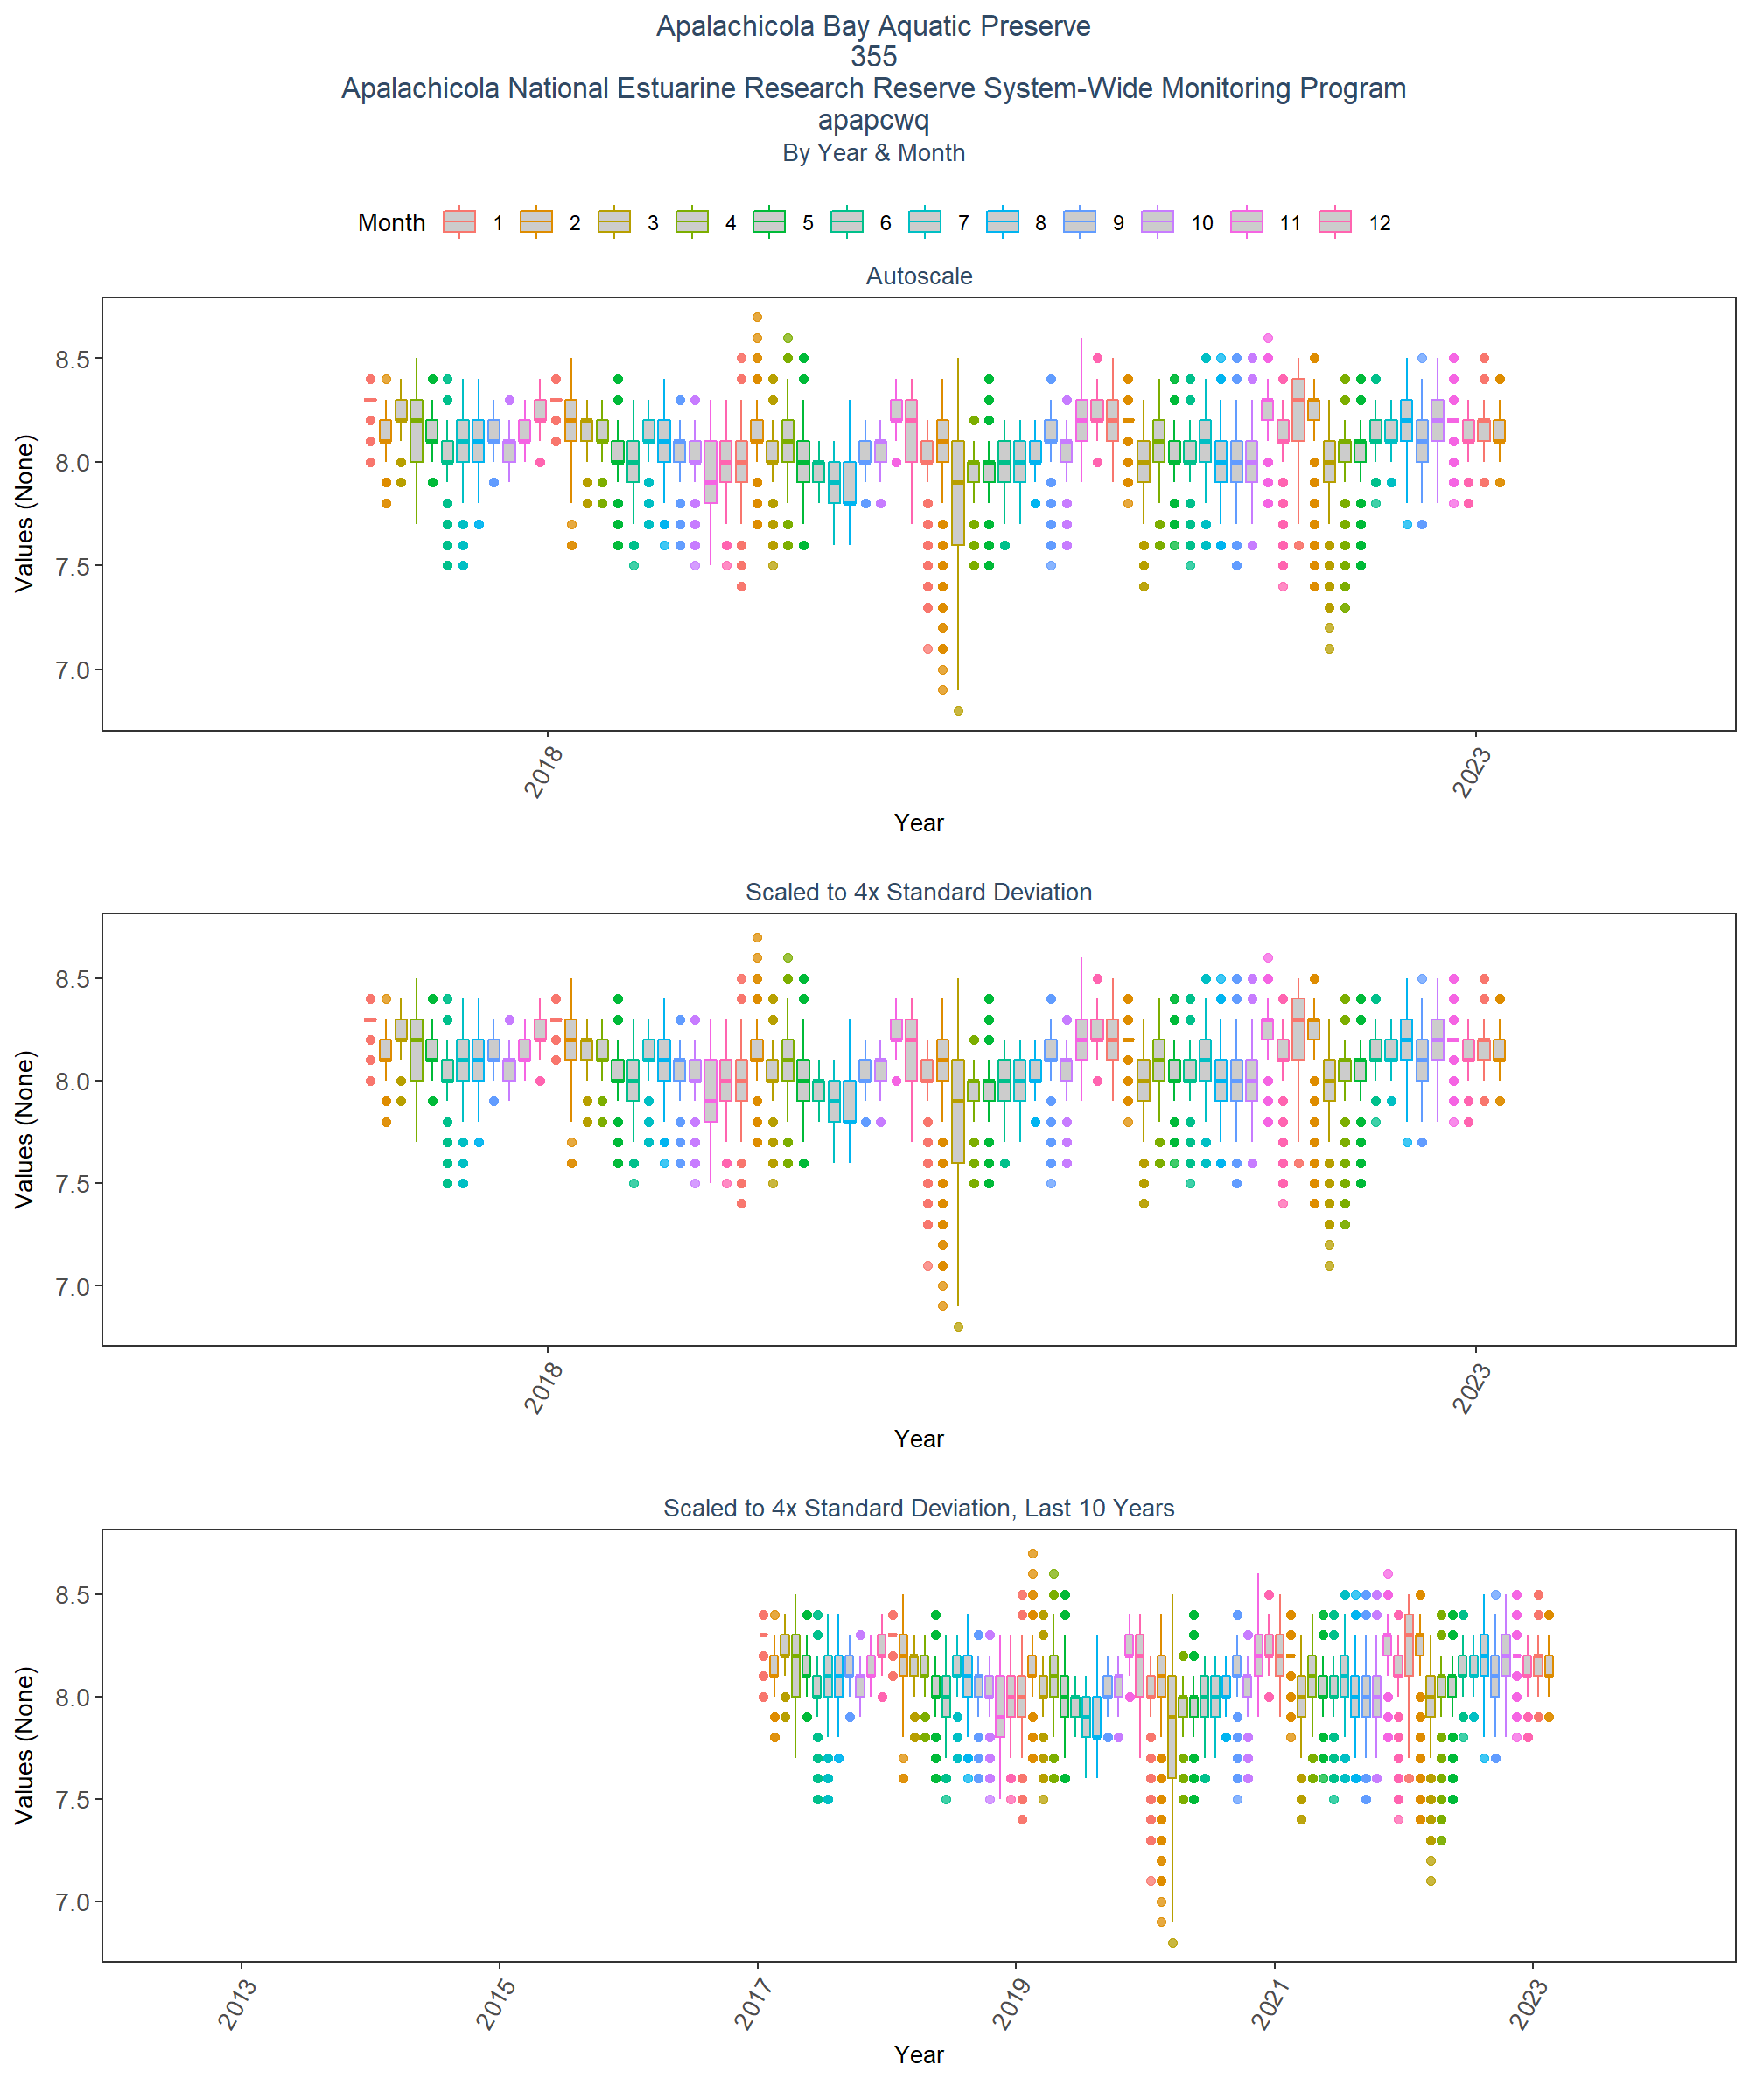 Apalachicola Bay Aquatic Preserve
355
Apalachicola National Estuarine Research Reserve System-Wide Monitoring Program
apapcwq
By Year & Month
Month 1 2 3 4 5 6 7 8 9 10 11 12
Autoscale
Values (None)
8.5
8.0
7.5
7.0
2018 2023
Year
Scaled to 4x Standard Deviation
Values (None)
8.5
8.0
7.5
7.0
2018 2023
Year
Scaled to 4x Standard Deviation, Last 10 Years
Values (None)
8.5
8.0
7.5
7.0
2013 2015 2017 2019 2021 2023
Year